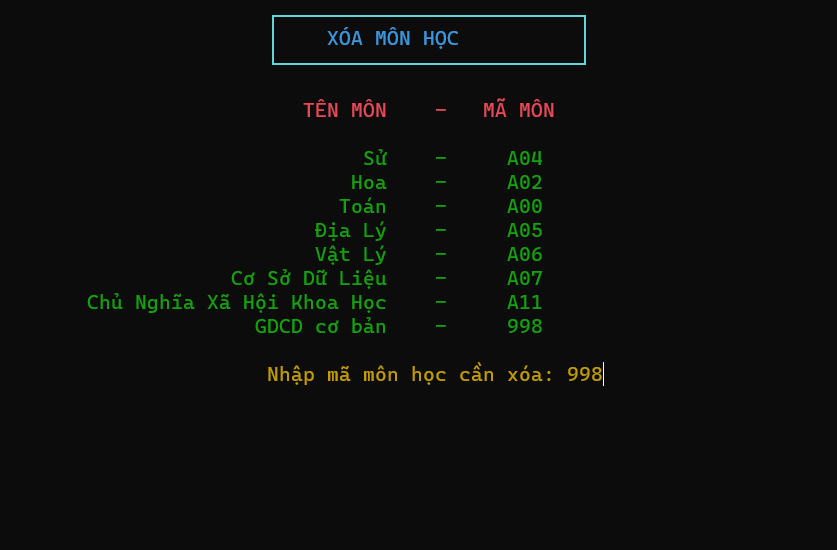 XÓA MÔN HỌC
TÊN MÔN - MÃ MÔN
Sử - A04
Hoa - A02
Toán - A00
Địa Lý - A05
Vật Lý - A06
Cơ Sở Dữ Liệu - A07
Chủ Nghĩa Xã Hội Khoa Học - A11
GDCD cơ bản - 998
Nhập mã môn học cần xóa: 998